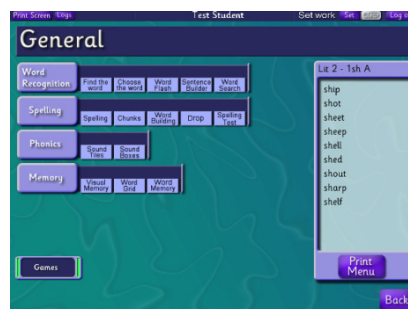 Print Screen Logs Test Student Set work Set Clear Log o
General
Word Recognition
Find the word
Choose the word
Word Flash
Sentence Builder
Word Search
Spelling
Spelling
Chunks
Word Building
Drop
Spelling Test
Phonics
Sound Tiles
Sound Boxes
Memory
Visual Memory
Word Grid
Word Memory
Games
Lit 2 - 1sh A
ship
shot
sheet
sheep
shell
shed
shout
sharp
shelf
Print
Menu
Back